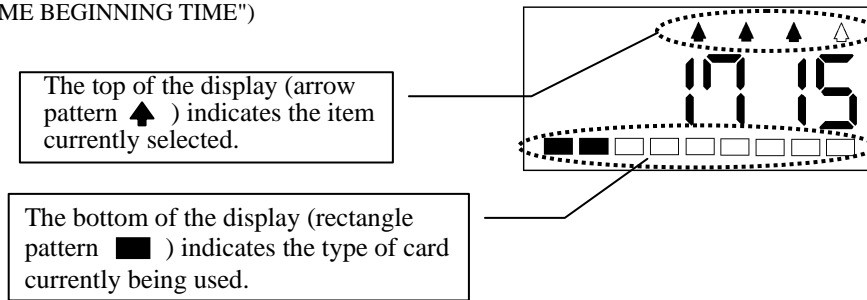 ME BEGINNING TIME")
The top of the display (arrow
pattern ) indicates the item
currently selected.
17 15
The bottom of the display (rectangle
pattern ) indicates the type of card
currently being used.